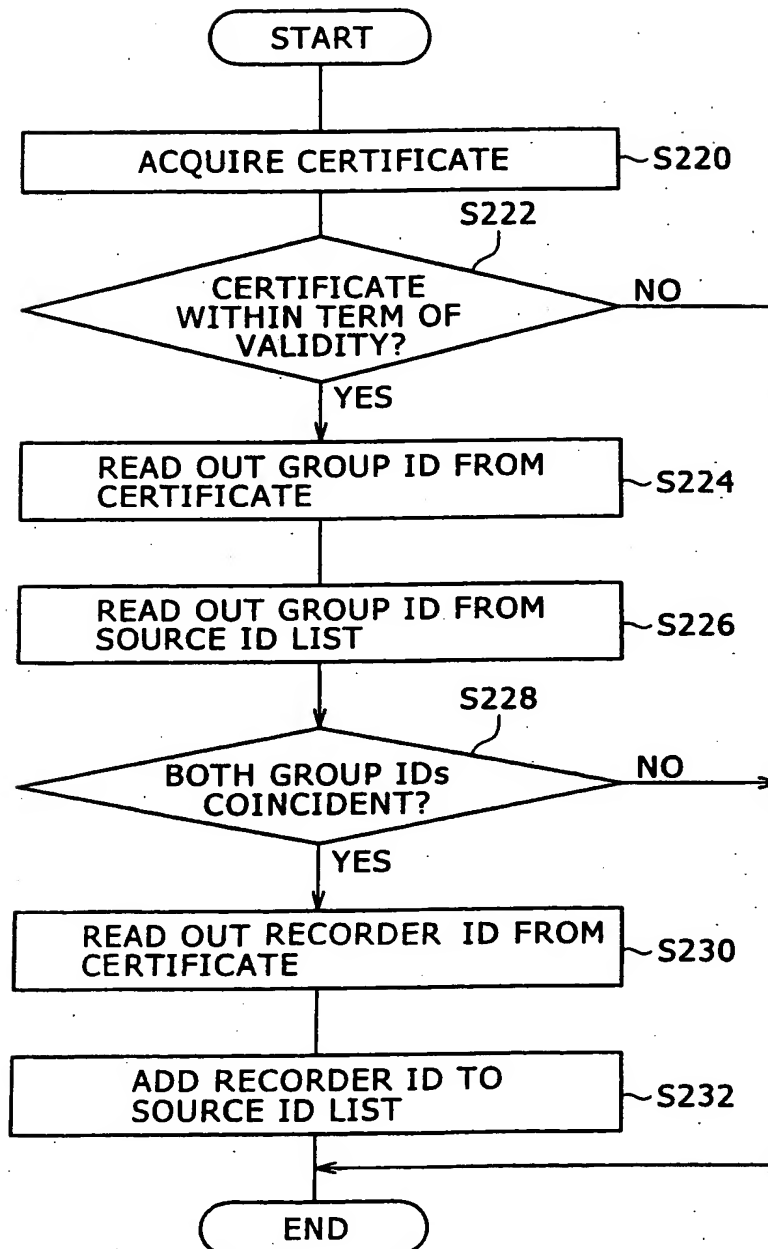 START
ACQUIRE CERTIFICATE
S220
S222
CERTIFICATE
WITHIN TERM OF
VALIDITY?
NO
YES
READ OUT GROUP ID FROM
CERTIFICATE
S224
READ OUT GROUP ID FROM
SOURCE ID LIST
S226
S228
BOTH GROUP IDs
COINCIDENT?
NO
YES
READ OUT RECORDER ID FROM
CERTIFICATE
S230
ADD RECORDER ID TO
SOURCE ID LIST
S232
END